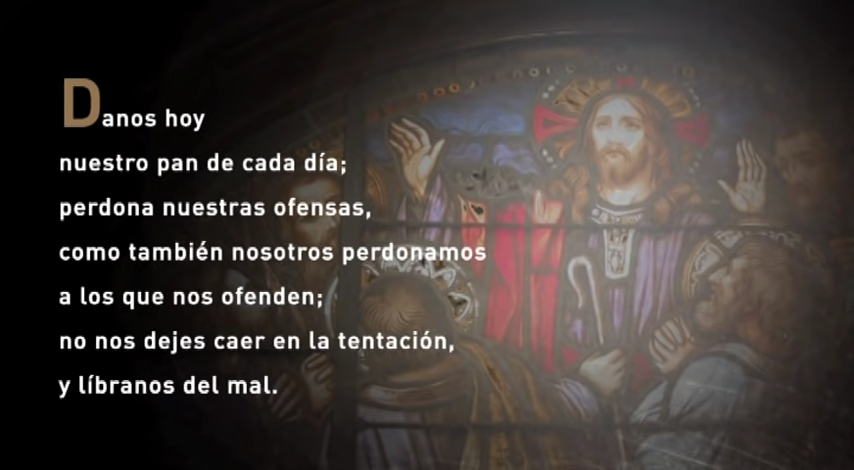 Danos hoy
nuestro pan de cada día;
perdona nuestras ofensas,
como también nosotros perdonamos
a los que nos ofenden;
no nos dejes caer en la tentación,
y líbranos del mal.